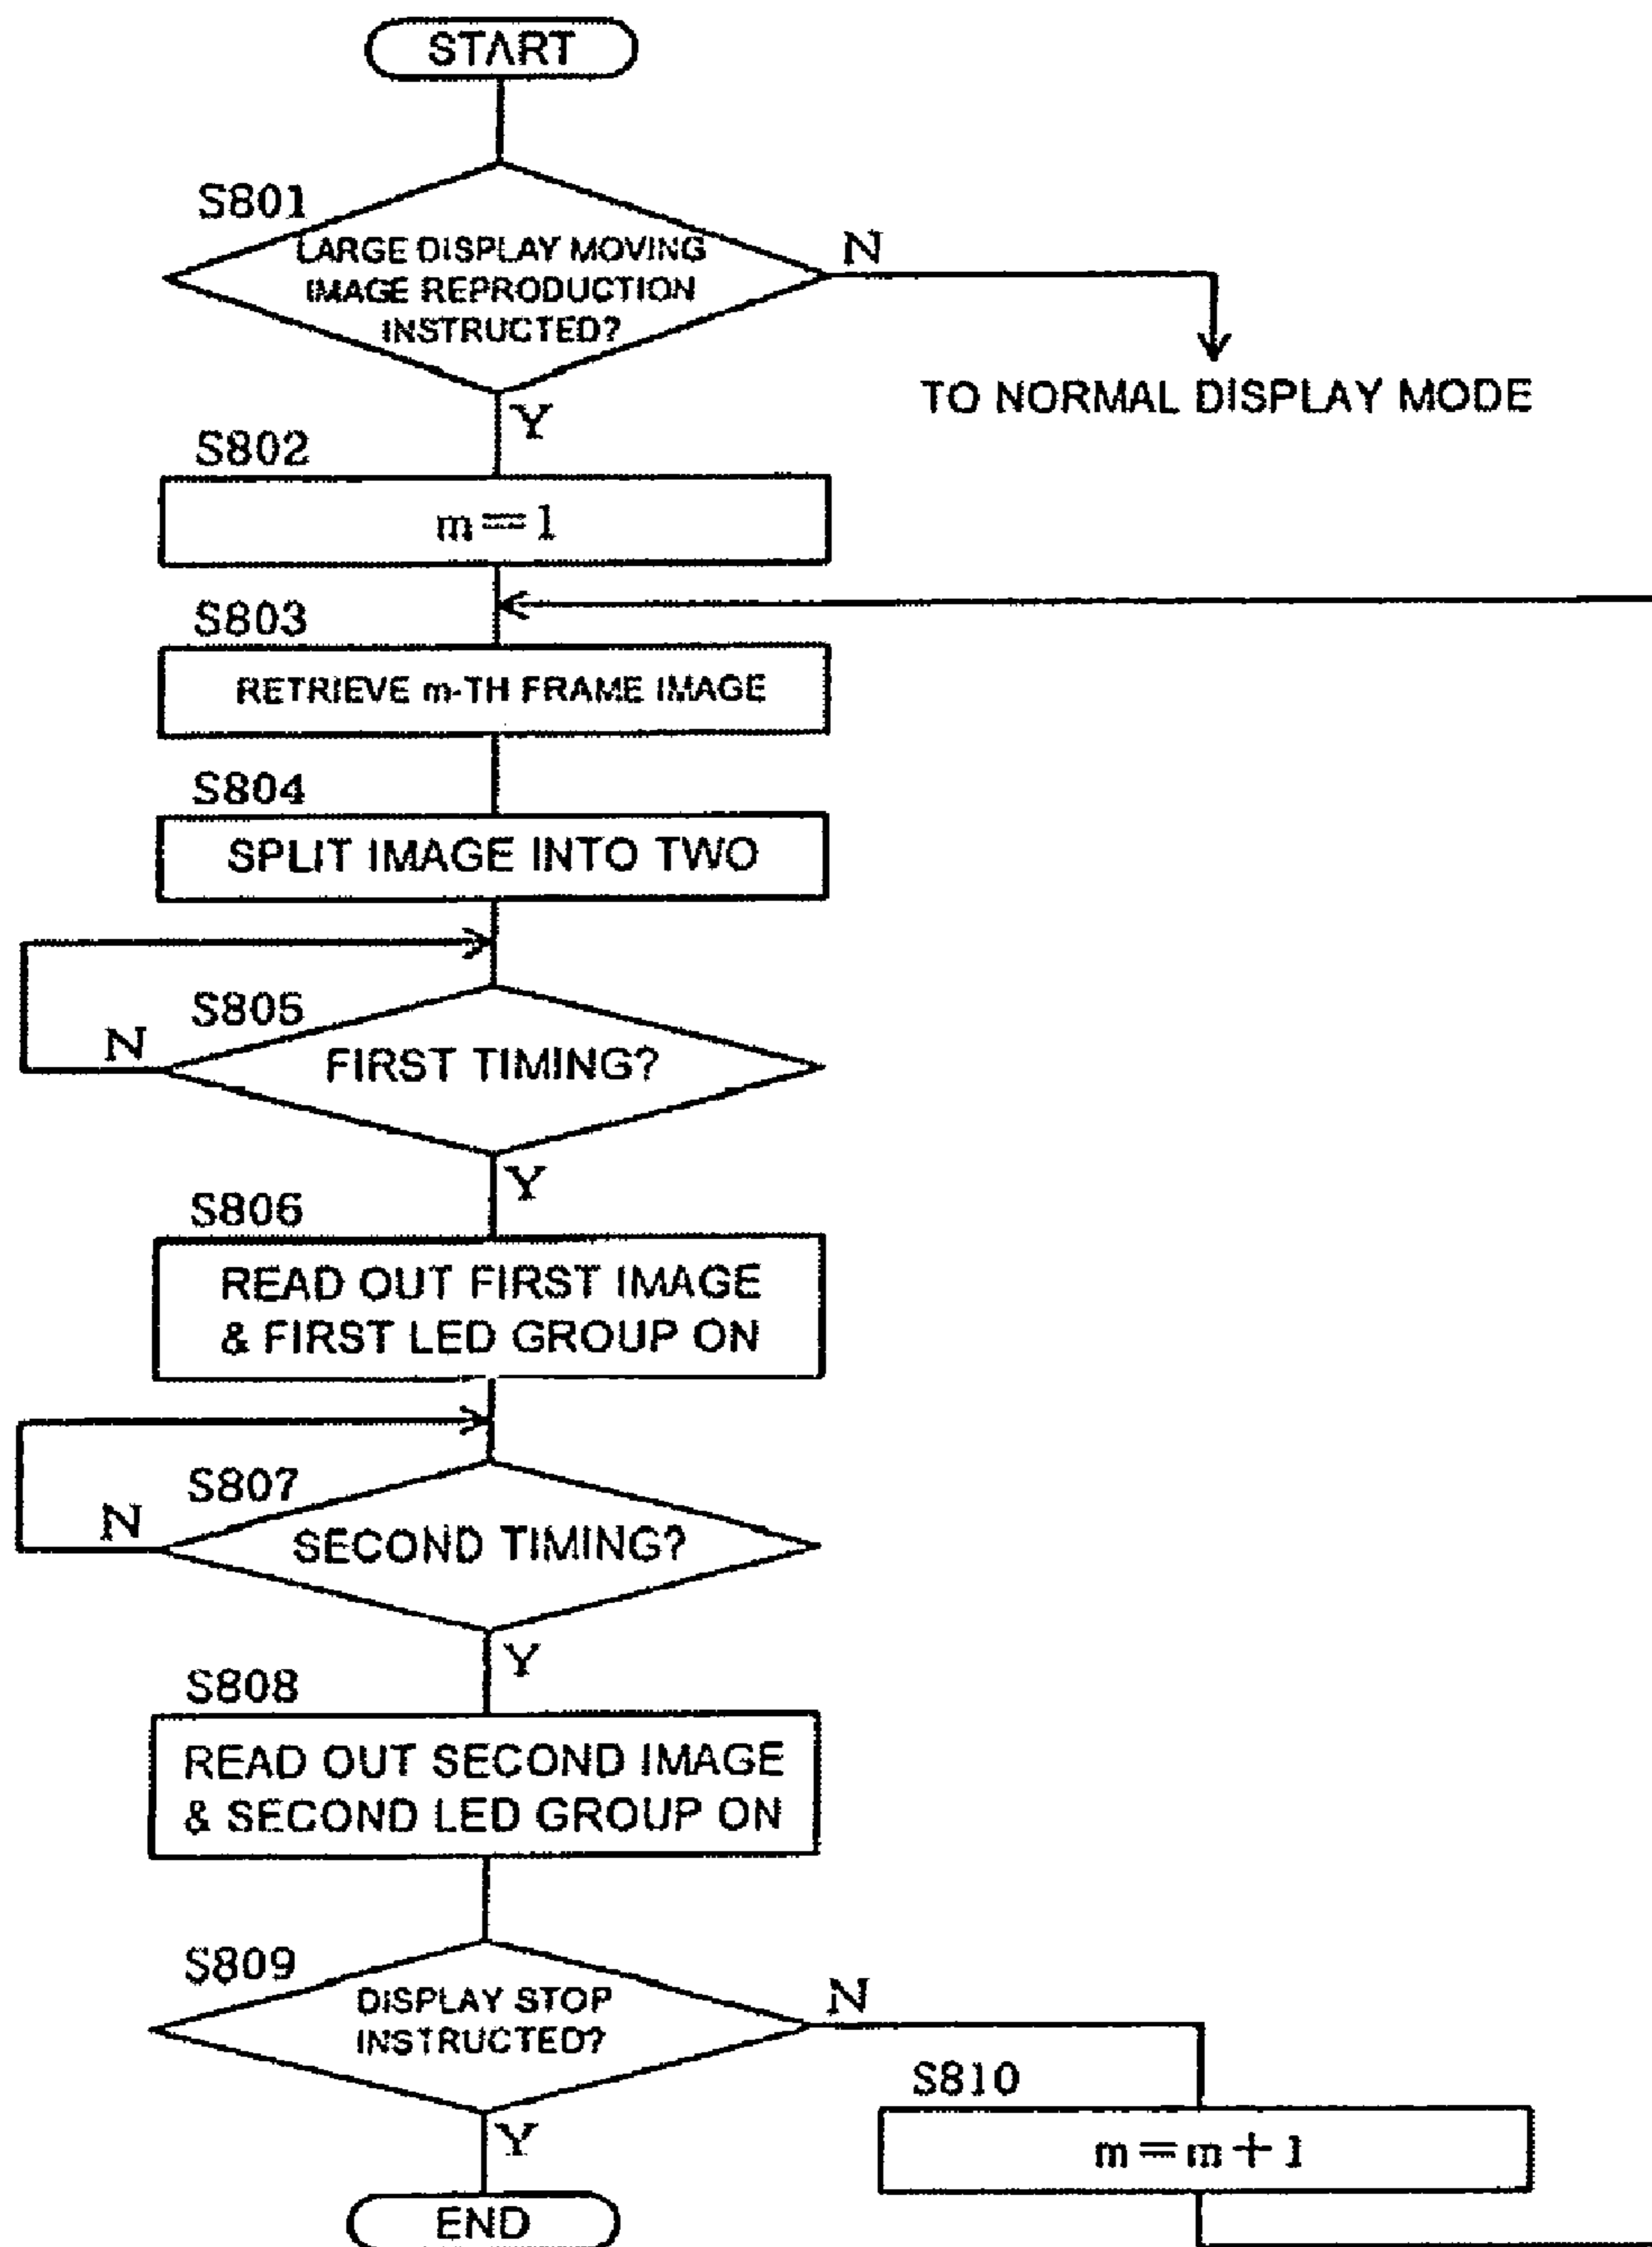 START
S801
LARGE DISPLAY MOVING
IMAGE REPRODUCTION
INSTRUCTED?
N
TO NORMAL DISPLAY MODE
Y
S802
m=1
S803
RETRIEVE m-TH FRAME IMAGE
S804
SPLIT IMAGE INTO TWO
S805
N
FIRST TIMING?
Y
S806
READ OUT FIRST IMAGE
& FIRST LED GROUP ON
S807
N
SECOND TIMING?
Y
S808
READ OUT SECOND IMAGE
& SECOND LED GROUP ON
S809
DISPLAY STOP
INSTRUCTED?
N
S810
m=m+1
Y
END